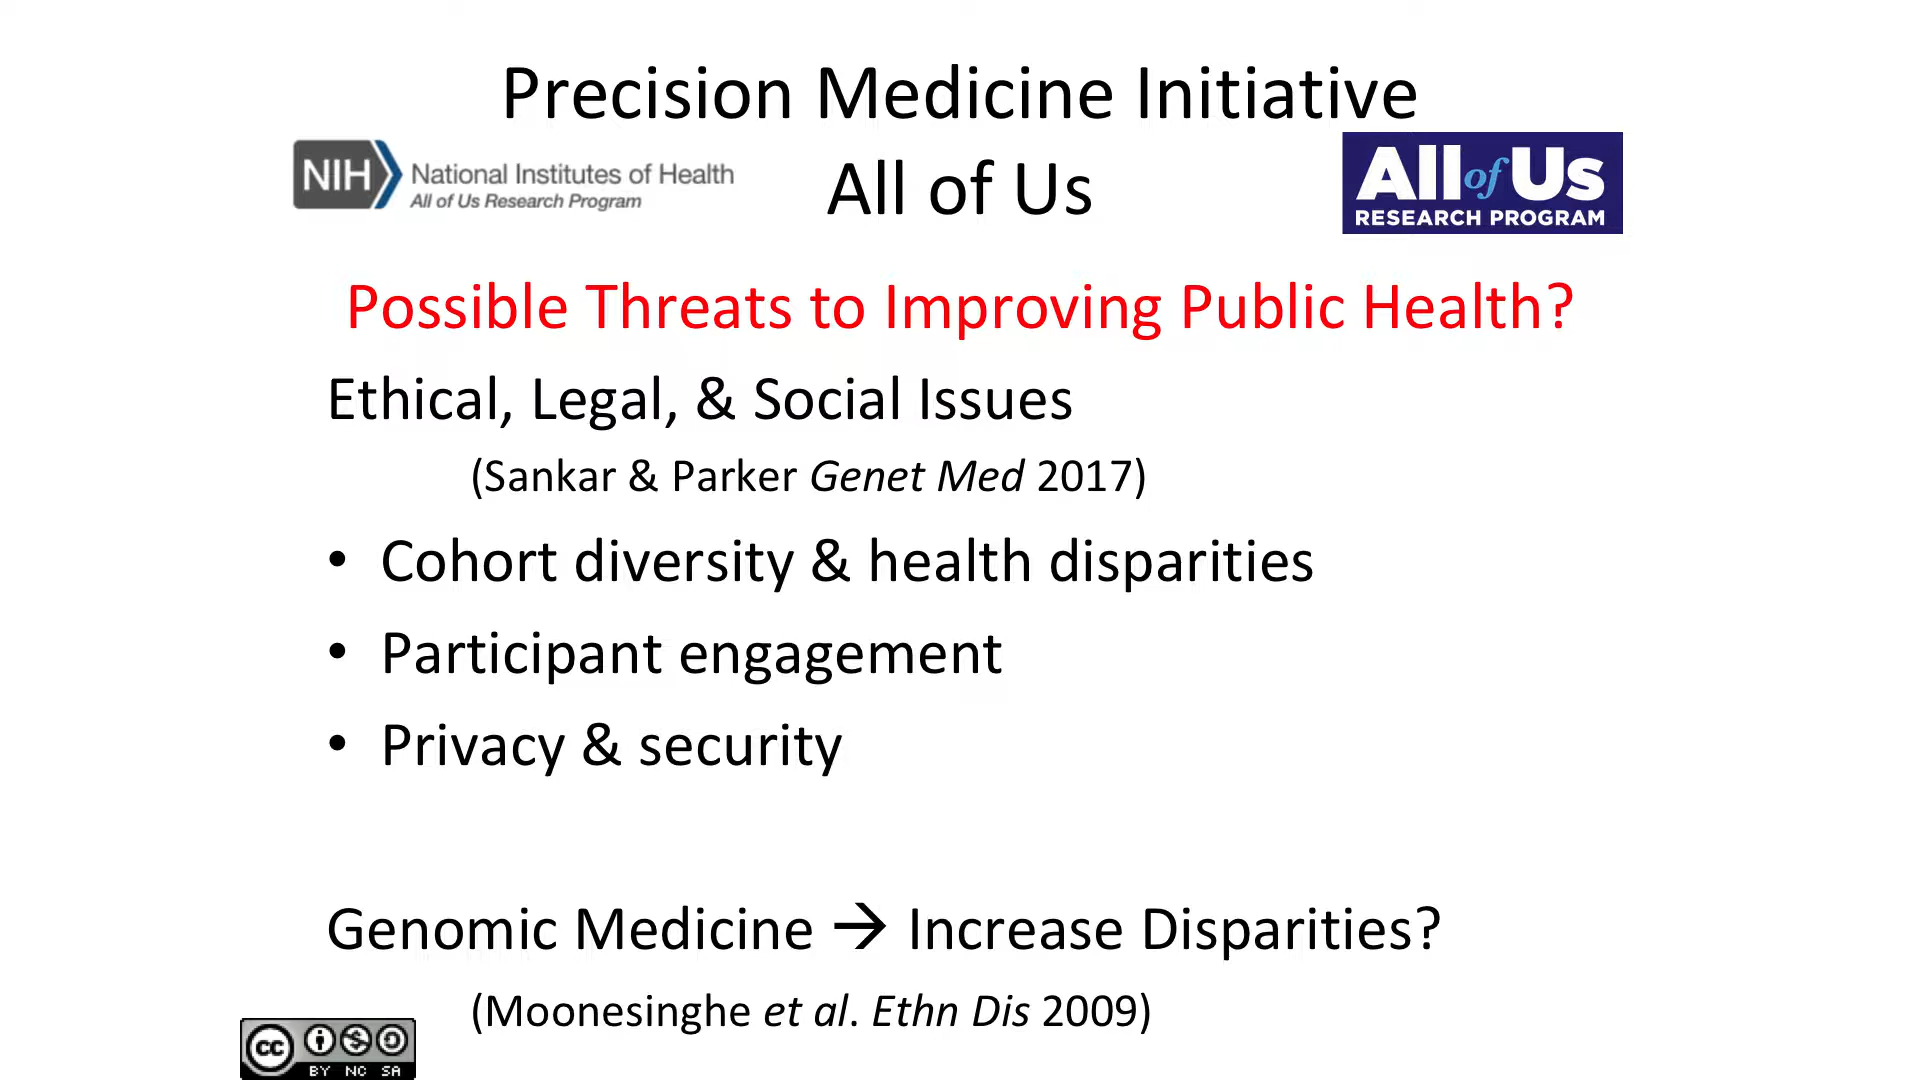 Precision Medicine Initiative
All of Us
NIH National Institutes of Health
All of Us Research Program
All of Us
RESEARCH PROGRAM
Possible Threats to Improving Public Health?
Ethical, Legal, & Social Issues
(Sankar & Parker Genet Med 2017)
• Cohort diversity & health disparities
• Participant engagement
• Privacy & security
Genomic Medicine → Increase Disparities?
(Moonesinghe et al. Ethn Dis 2009)
cc
BY NC SA